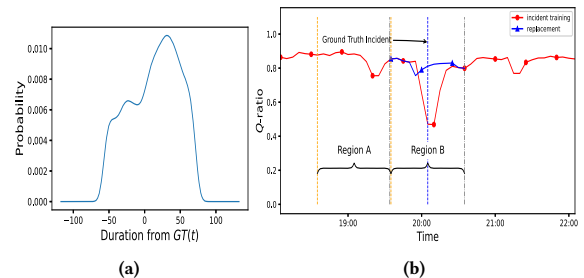 Probability
0.010
0.008
0.006
0.004
0.002
0.000
−100
−50
0
50
100
Duration from GT(t)
(a)
Q-ratio
1.0
0.8
0.6
0.4
0.2
0.0
incident training
replacement
Ground Truth Incident
Region A
Region B
19:00
20:00
21:00
22:00
Time
(b)